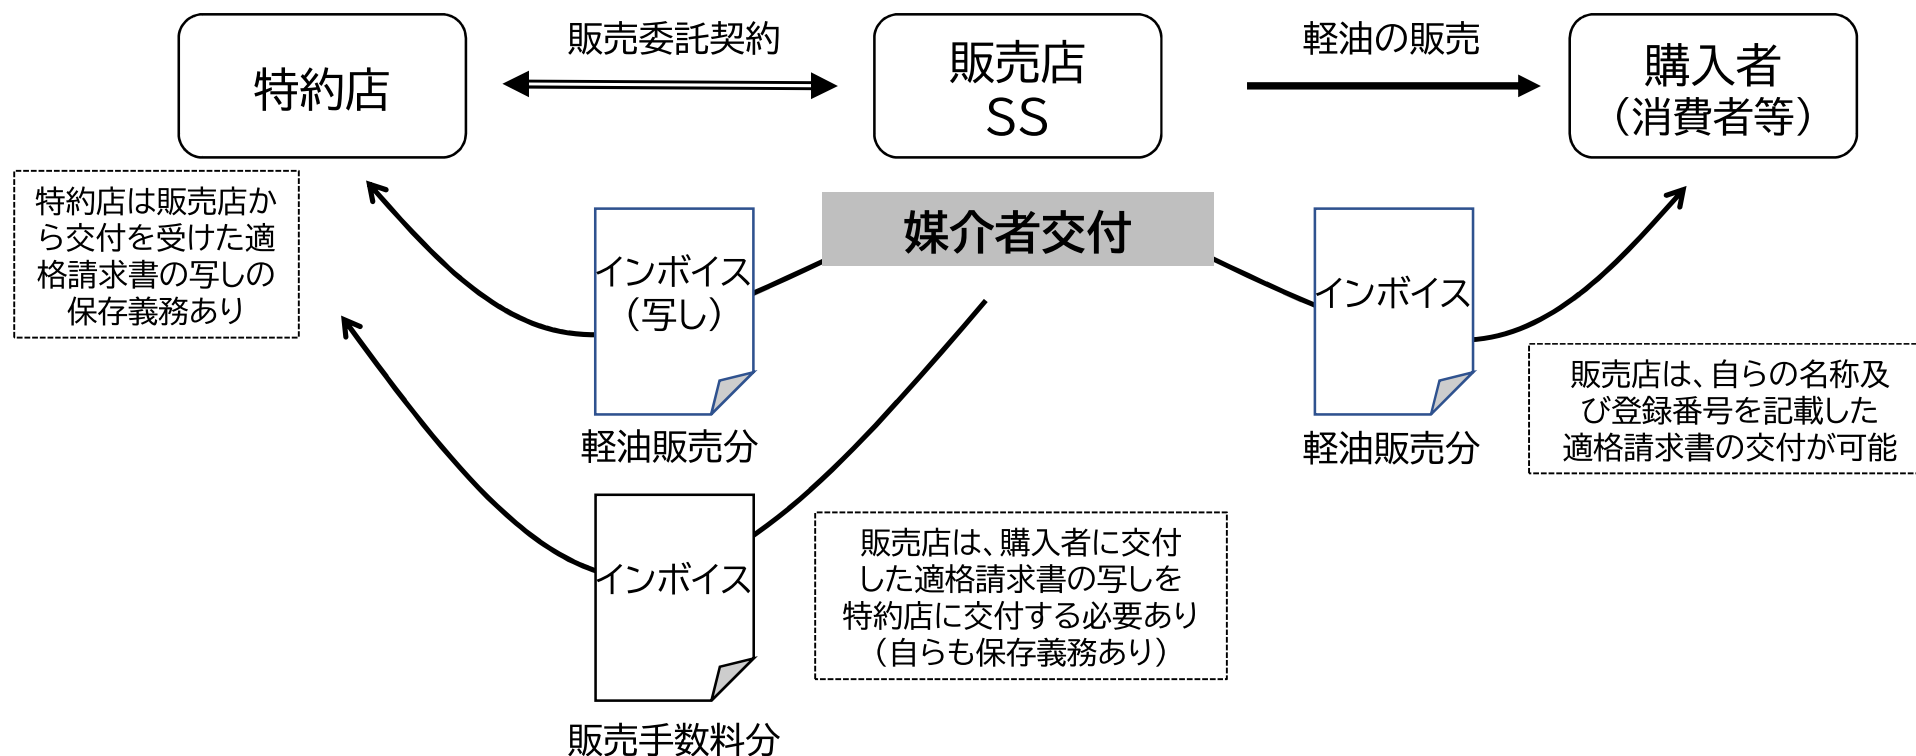 特約店
販売委託契約
販売店
SS
軽油の販売
購入者
（消費者等）
特約店は販売店か
ら交付を受けた適
格請求書の写しの
保存義務あり
インボイス
（写し）
軽油販売分
媒介者交付
インボイス
軽油販売分
販売店は、自らの名称及
び登録番号を記載した
適格請求書の交付が可能
インボイス
販売手数料分
販売店は、購入者に交付
した適格請求書の写しを
特約店に交付する必要あり
（自らも保存義務あり）